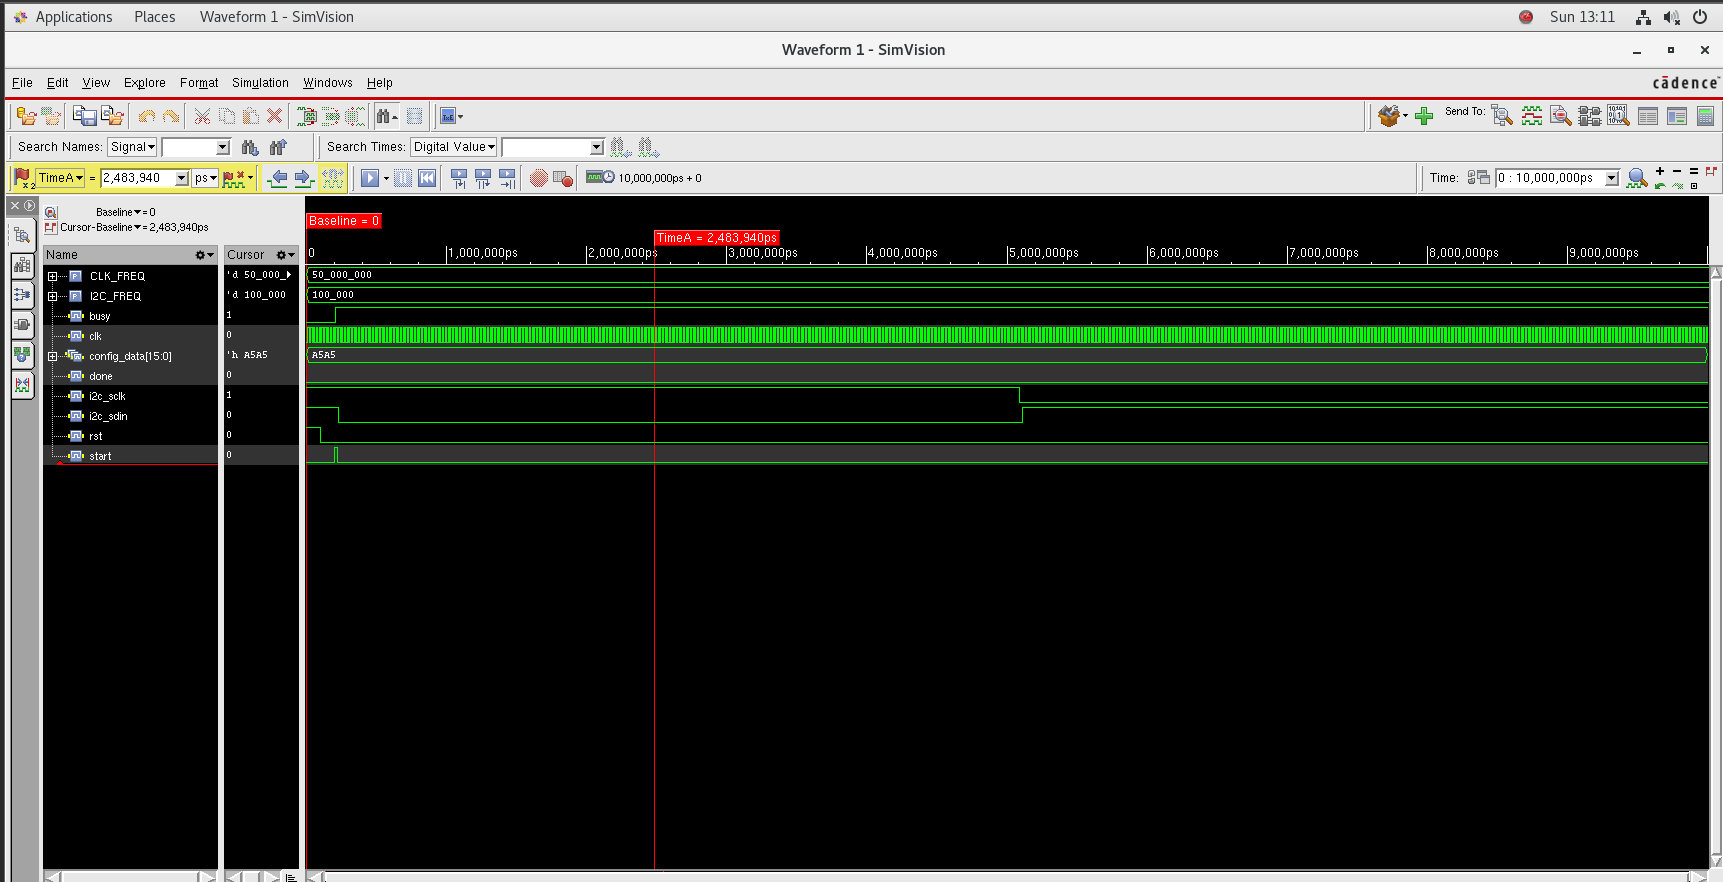 Applications Places Waveform 1 - SimVision Sun 13:11
Waveform 1 - SimVision
File Edit View Explore Format Simulation Windows Help cādence
Send To:
Search Names: Signal Search Times: Digital Value
TimeA = 2,483,940 ps 10,000,000ps + 0 Time: 0 : 10,000,000ps
Baseline = 0
Cursor-Baseline = 2,483,940ps
Baseline = 0
TimeA = 2,483,940ps
Name Cursor 0 1,000,000ps 2,000,000ps 3,000,000ps 4,000,000ps 5,000,000ps 6,000,000ps 7,000,000ps 8,000,000ps 9,000,000ps
CLK_FREQ 'd 50_000_ 50_000_000
I2C_FREQ 'd 100_000 100_000
busy 1
clk 0
config_data[15:0] 'h A5A5 A5A5
done 0
i2c_sclk 1
i2c_sdin 0
rst 0
start 0